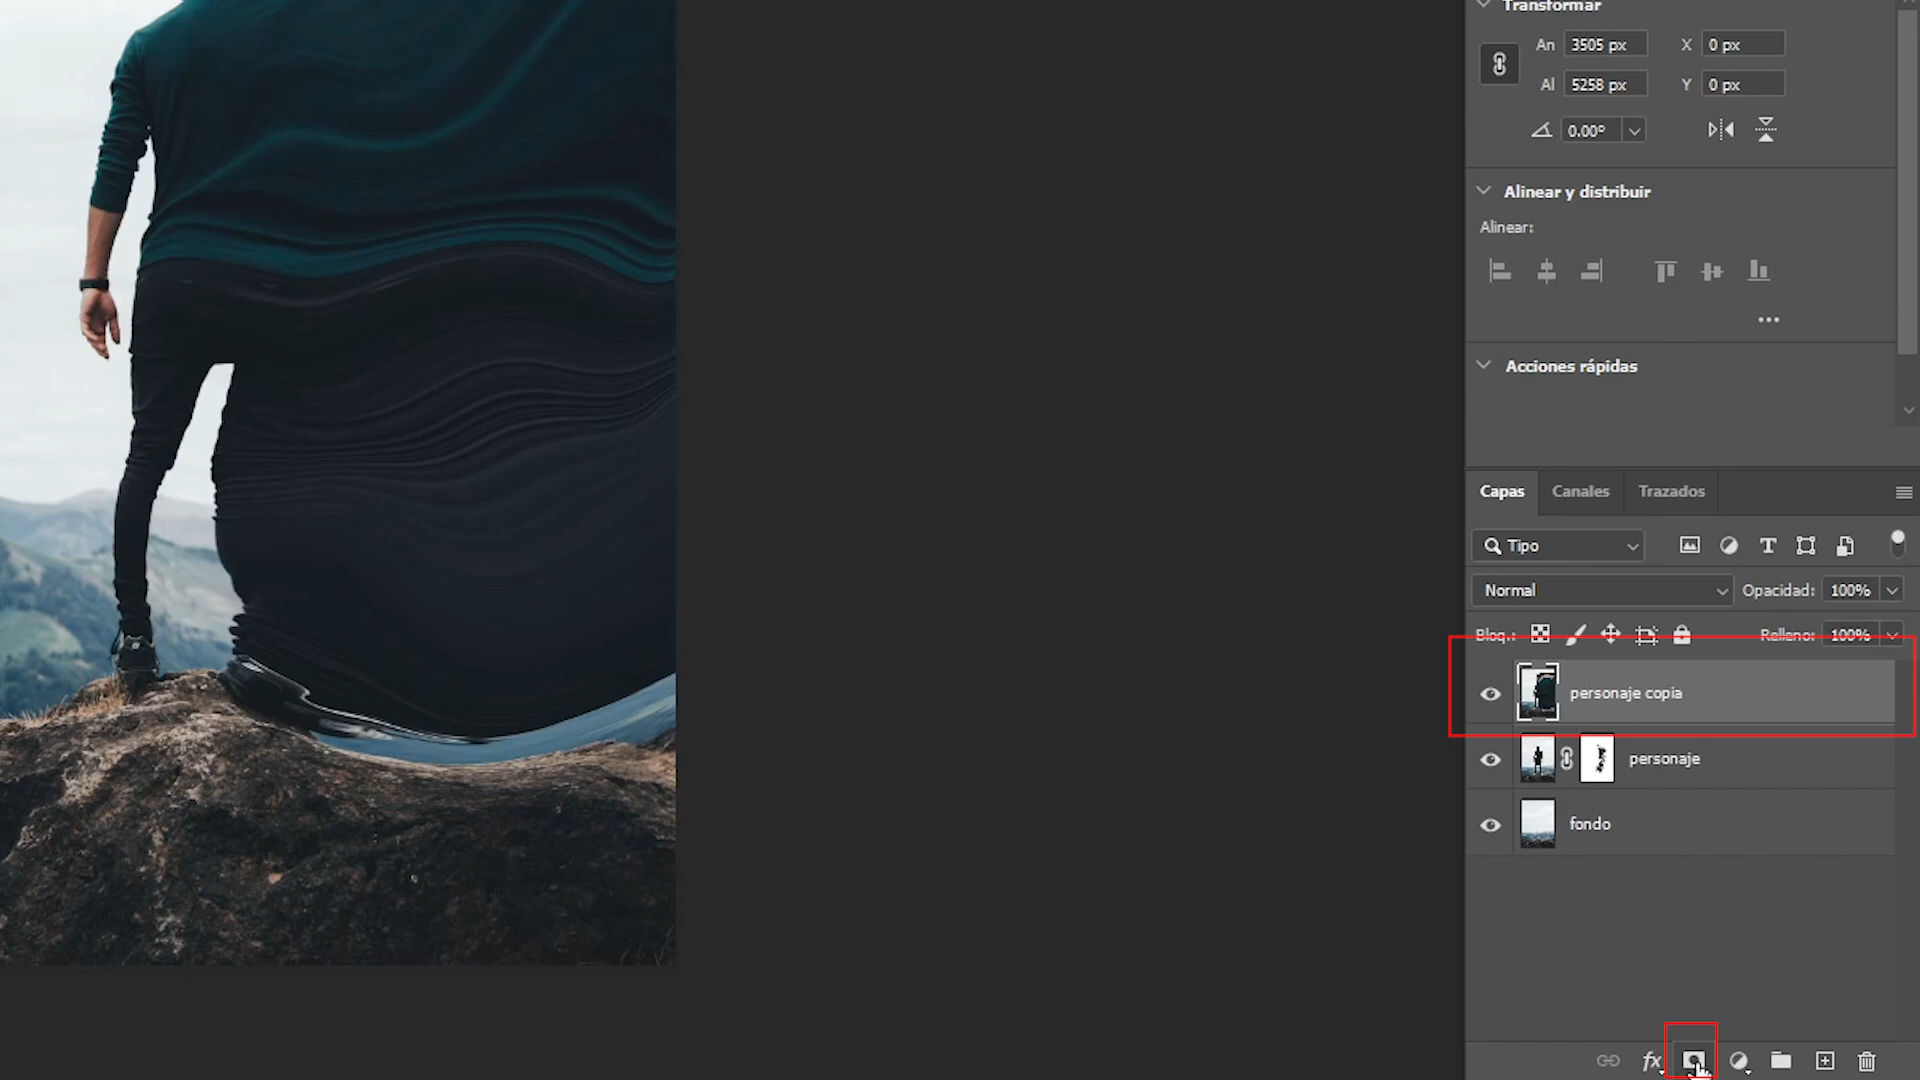 Transformar
An 3505 px X 0 px
Al 5258 px Y 0 px
0.00º
Alinear y distribuir
Alinear:
Acciones rápidas
Capas Canales Trazados
Tipo
Normal Opacidad: 100%
Bloq.: Relleno: 100%
personaje copia
personaje
fondo
fx